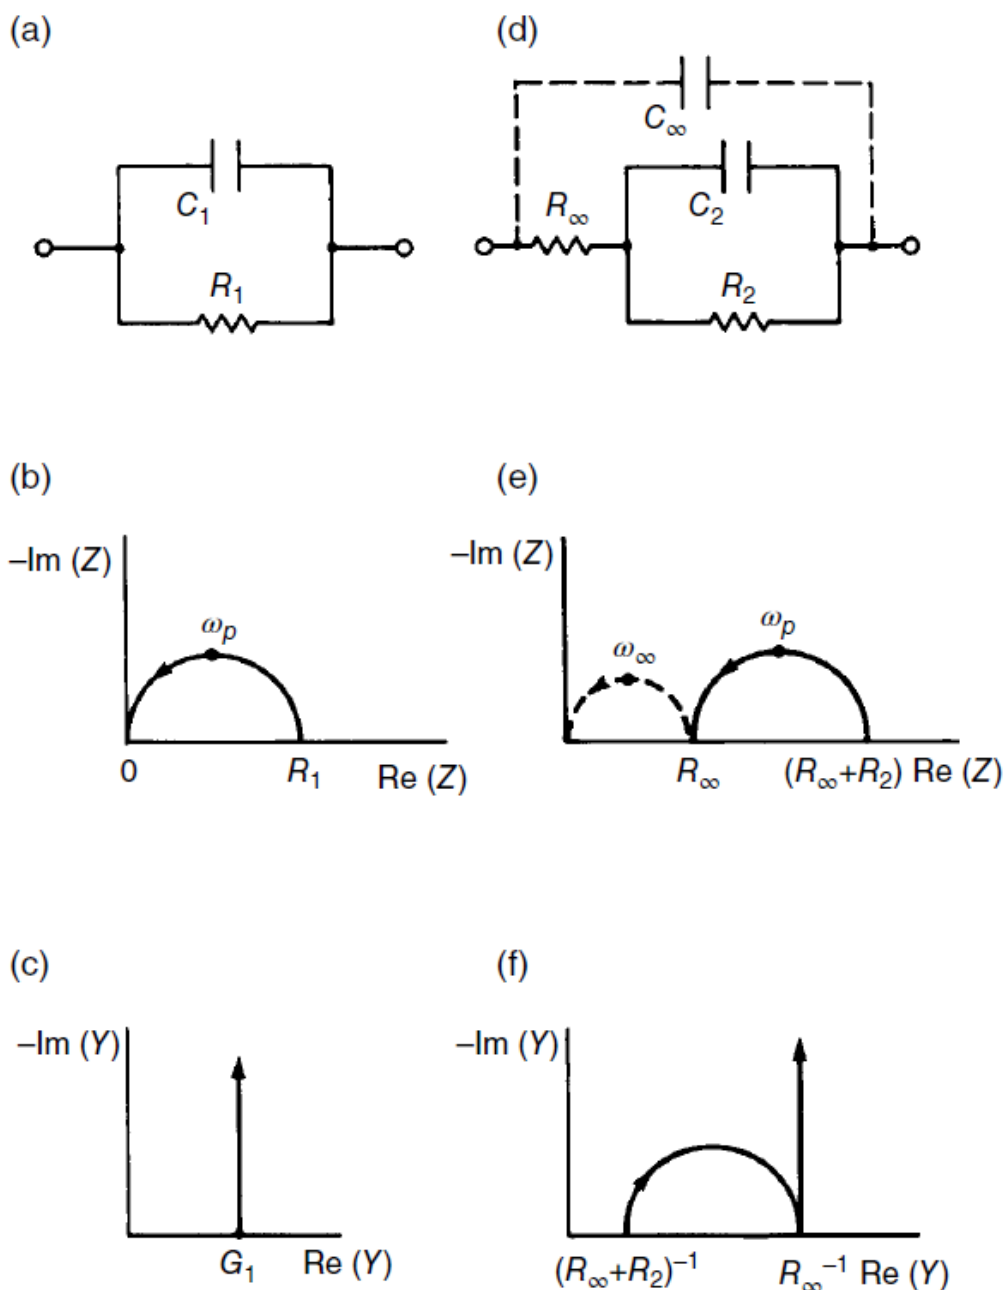 (a)
C₁
R₁
(d)
C∞
R∞
C₂
R₂
(b)
–Im (Z)
ωₚ
0
R₁
Re (Z)
(e)
–Im (Z)
ω∞
ωₚ
R∞
(R∞+R₂) Re (Z)
(c)
–Im (Y)
G₁
Re (Y)
(f)
–Im (Y)
(R∞+R₂)⁻¹
R∞⁻¹ Re (Y)